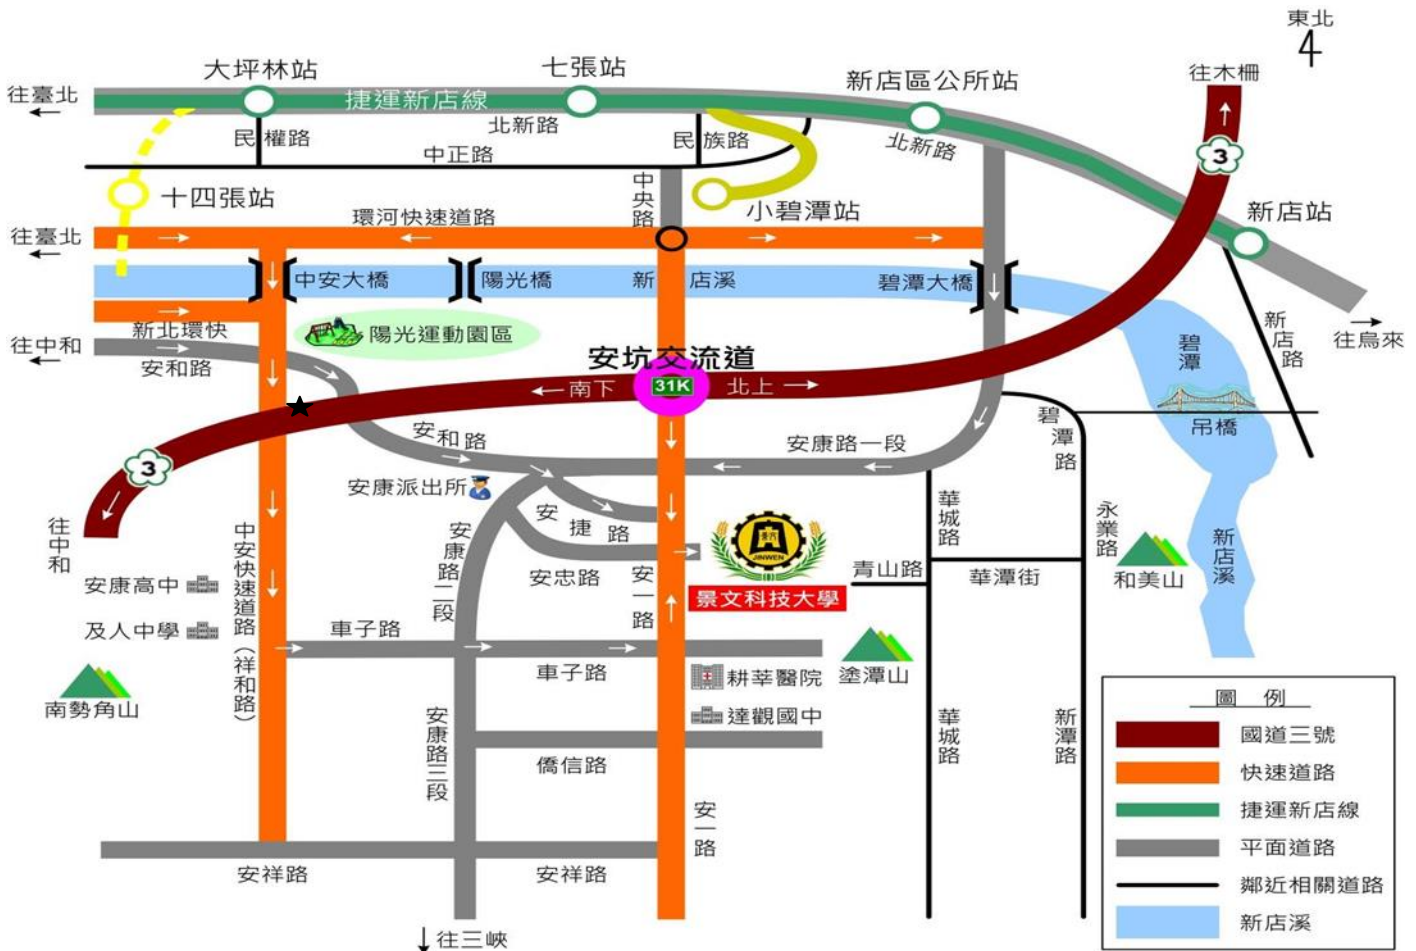 東北
4
往木柵
大坪林站
七張站
新店區公所站
往臺北
捷運新店線
北新路
北新路
民權路
民族路
中正路
3
十四張站
中央路
小碧潭站
新店站
環河快速道路
往臺北
中安大橋
陽光橋
新店溪
碧潭大橋
新北環快
陽光運動園區
往中和
安和路
安坑交流道
碧潭
新店路
往烏來
南下
31K
北上
吊橋
碧潭路
安和路
安康路一段
3
安康派出所
往中和
安捷路
安康路二段
安忠路
安一路
JINWEN
景文科技大學
華城路
青山路
華潭街
永業路
和美山
新店溪
安康高中
及人中學
中安快速道路（祥和路）
車子路
車子路
耕莘醫院
塗潭山
南勢角山
達觀國中
安康路三段
僑信路
華城路
新潭路
安一路
安祥路
安祥路
往三峽
圖例
國道三號
快速道路
捷運新店線
平面道路
鄰近相關道路
新店溪